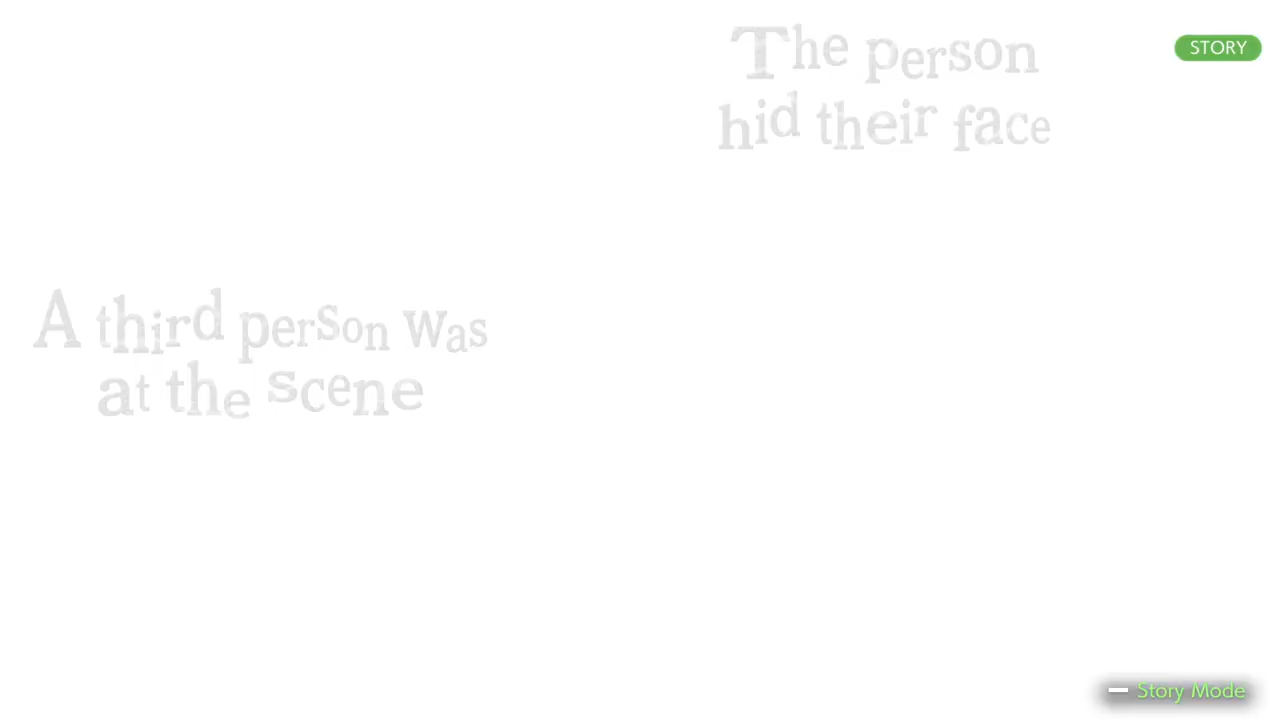 The person
hid their face
STORY
A third person was
at the scene
Story Mode